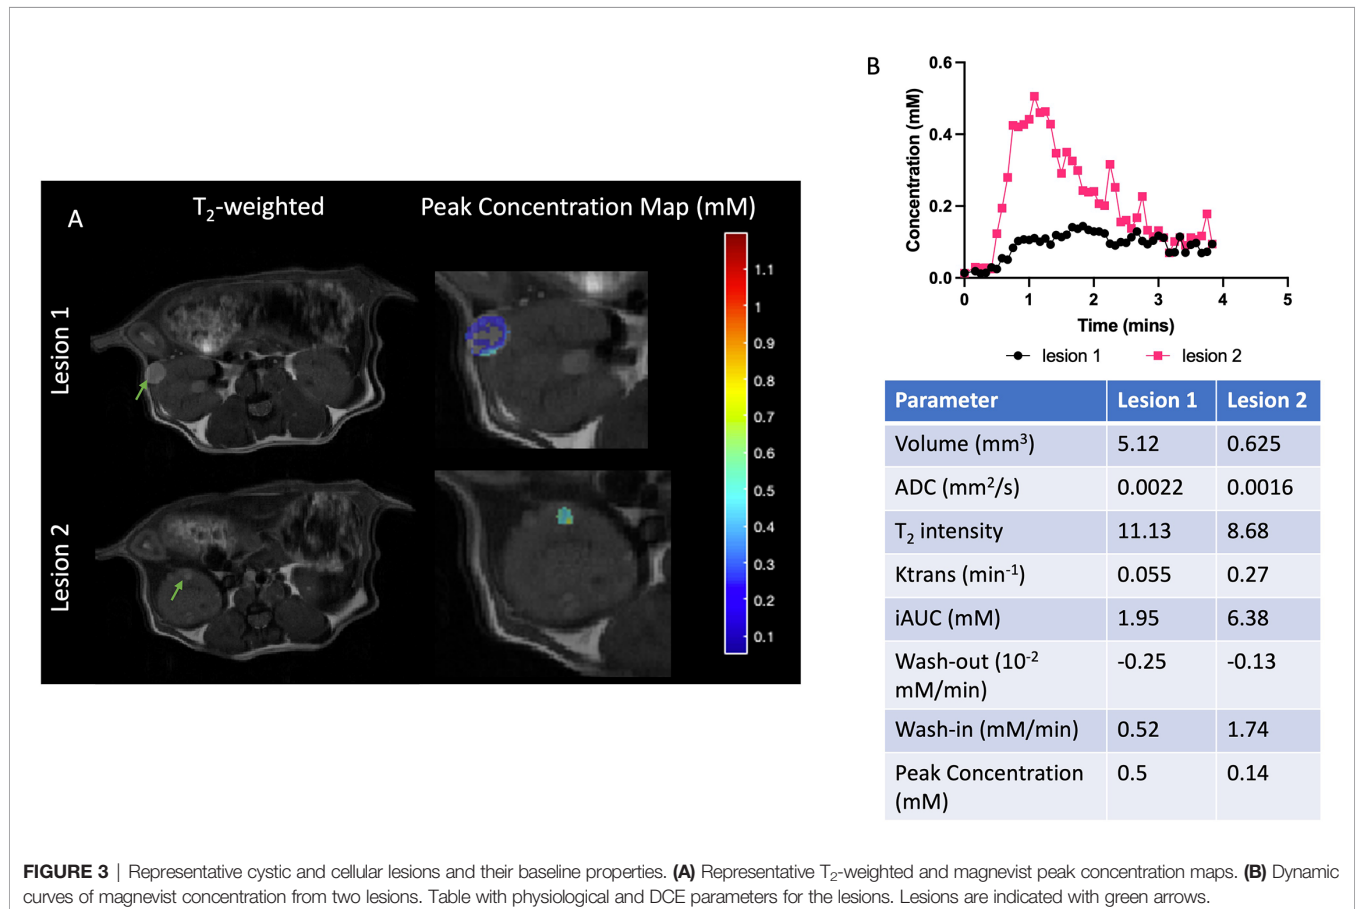 A
T2-weighted
Peak Concentration Map (mM)
Lesion 1
Lesion 2
1.1
1
0.9
0.8
0.7
0.6
0.5
0.4
0.3
0.2
0.1
B
Concentration (mM)
0.6
0.4
0.2
0.0
0 1 2 3 4 5
Time (mins)
lesion 1 lesion 2
Parameter Lesion 1 Lesion 2
Volume (mm³) 5.12 0.625
ADC (mm²/s) 0.0022 0.0016
T₂ intensity 11.13 8.68
Ktrans (min⁻¹) 0.055 0.27
iAUC (mM) 1.95 6.38
Wash-out (10⁻² -0.25 -0.13
mM/min)
Wash-in (mM/min) 0.52 1.74
Peak Concentration 0.5 0.14
(mM)
FIGURE 3 | Representative cystic and cellular lesions and their baseline properties. (A) Representative T₂-weighted and magnevist peak concentration maps. (B) Dynamic
curves of magnevist concentration from two lesions. Table with physiological and DCE parameters for the lesions. Lesions are indicated with green arrows.